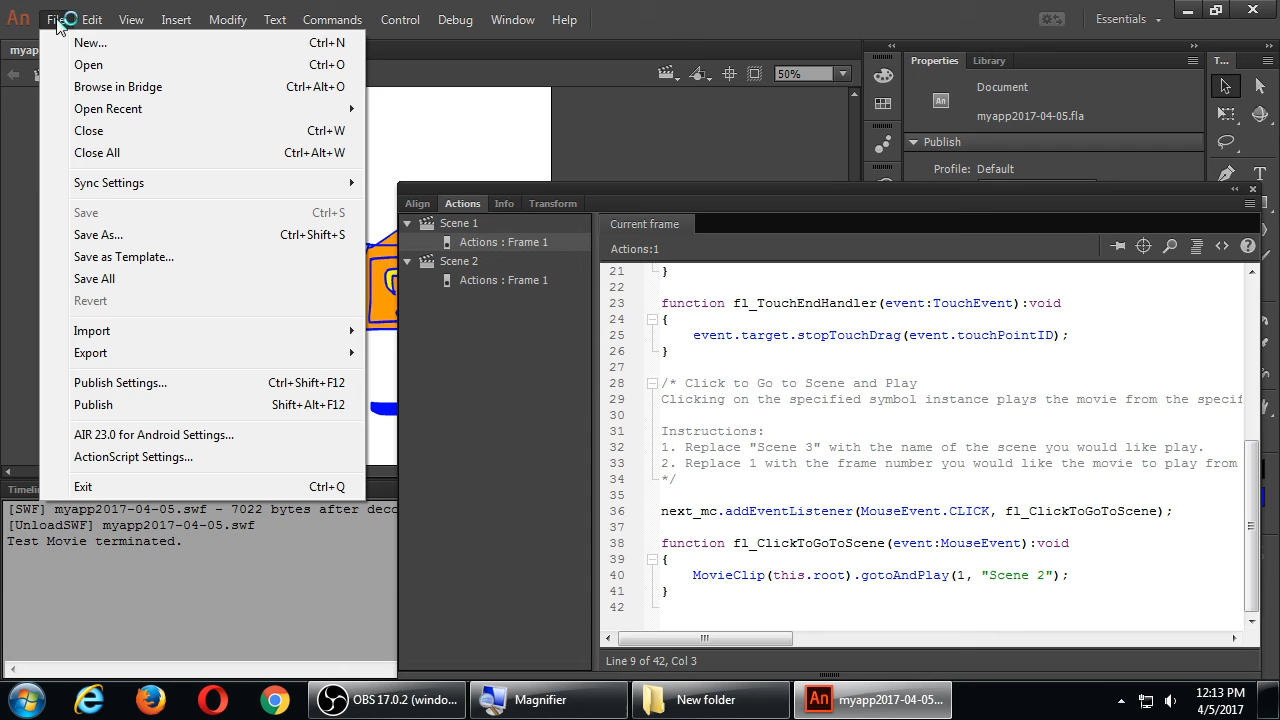 An File Edit View Insert Modify Text Commands Control Debug Window Help Essentials
50%
New... Ctrl+N
Open Ctrl+O
Browse in Bridge Ctrl+Alt+O
Open Recent
Close Ctrl+W
Close All Ctrl+Alt+W
Sync Settings
Save Ctrl+S
Save As... Ctrl+Shift+S
Save as Template...
Save All
Revert
Import
Export
Publish Settings... Ctrl+Shift+F12
Publish Shift+Alt+F12
AIR 23.0 for Android Settings...
ActionScript Settings...
Exit Ctrl+Q
Properties Library
T...
Document
An
myapp2017-04-05.fla
Publish
Profile: Default
Align Actions Info Transform
Scene 1
Actions : Frame 1
Scene 2
Actions : Frame 1
Current frame
Actions:1
21 }
22
23 function fl_TouchEndHandler(event:TouchEvent):void
24 {
25 event.target.stopTouchDrag(event.touchPointID);
26 }
27
28 /* Click to Go to Scene and Play
29 Clicking on the specified symbol instance plays the movie from the specif
30
31 Instructions:
32 1. Replace "Scene 3" with the name of the scene you would like play.
33 2. Replace 1 with the frame number you would like the movie to play from
34 */
35
36 next_mc.addEventListener(MouseEvent.CLICK, fl_ClickToGoToScene);
37
38 function fl_ClickToGoToScene(event:MouseEvent):void
39 {
40 MovieClip(this.root).gotoAndPlay(1, "Scene 2");
41 }
42
Line 9 of 42, Col 3
[SWF] myapp2017-04-05.swf - 7022 bytes after deco
[UnloadSWF] myapp2017-04-05.swf
Test Movie terminated.
OBS 17.0.2 (windo...
Magnifier
New folder
An myapp2017-04-05...
12:13 PM
4/5/2017